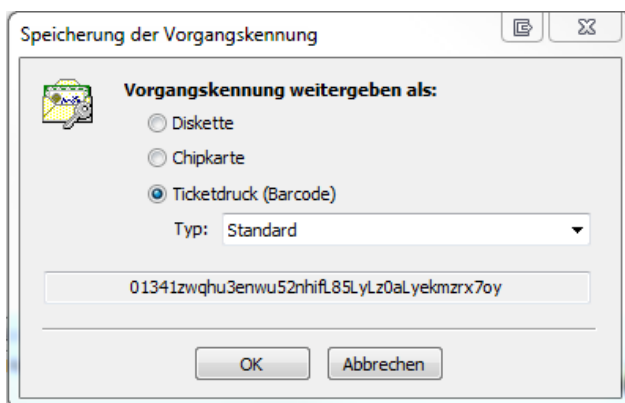 Speicherung der Vorgangskennung
Vorgangskennung weitergeben als:
Diskette
Chipkarte
Ticketdruck (Barcode)
Typ: Standard
01341zwqhu3enwu52nhifL85LyLz0aLyekmzrx7oy
OK Abbrechen